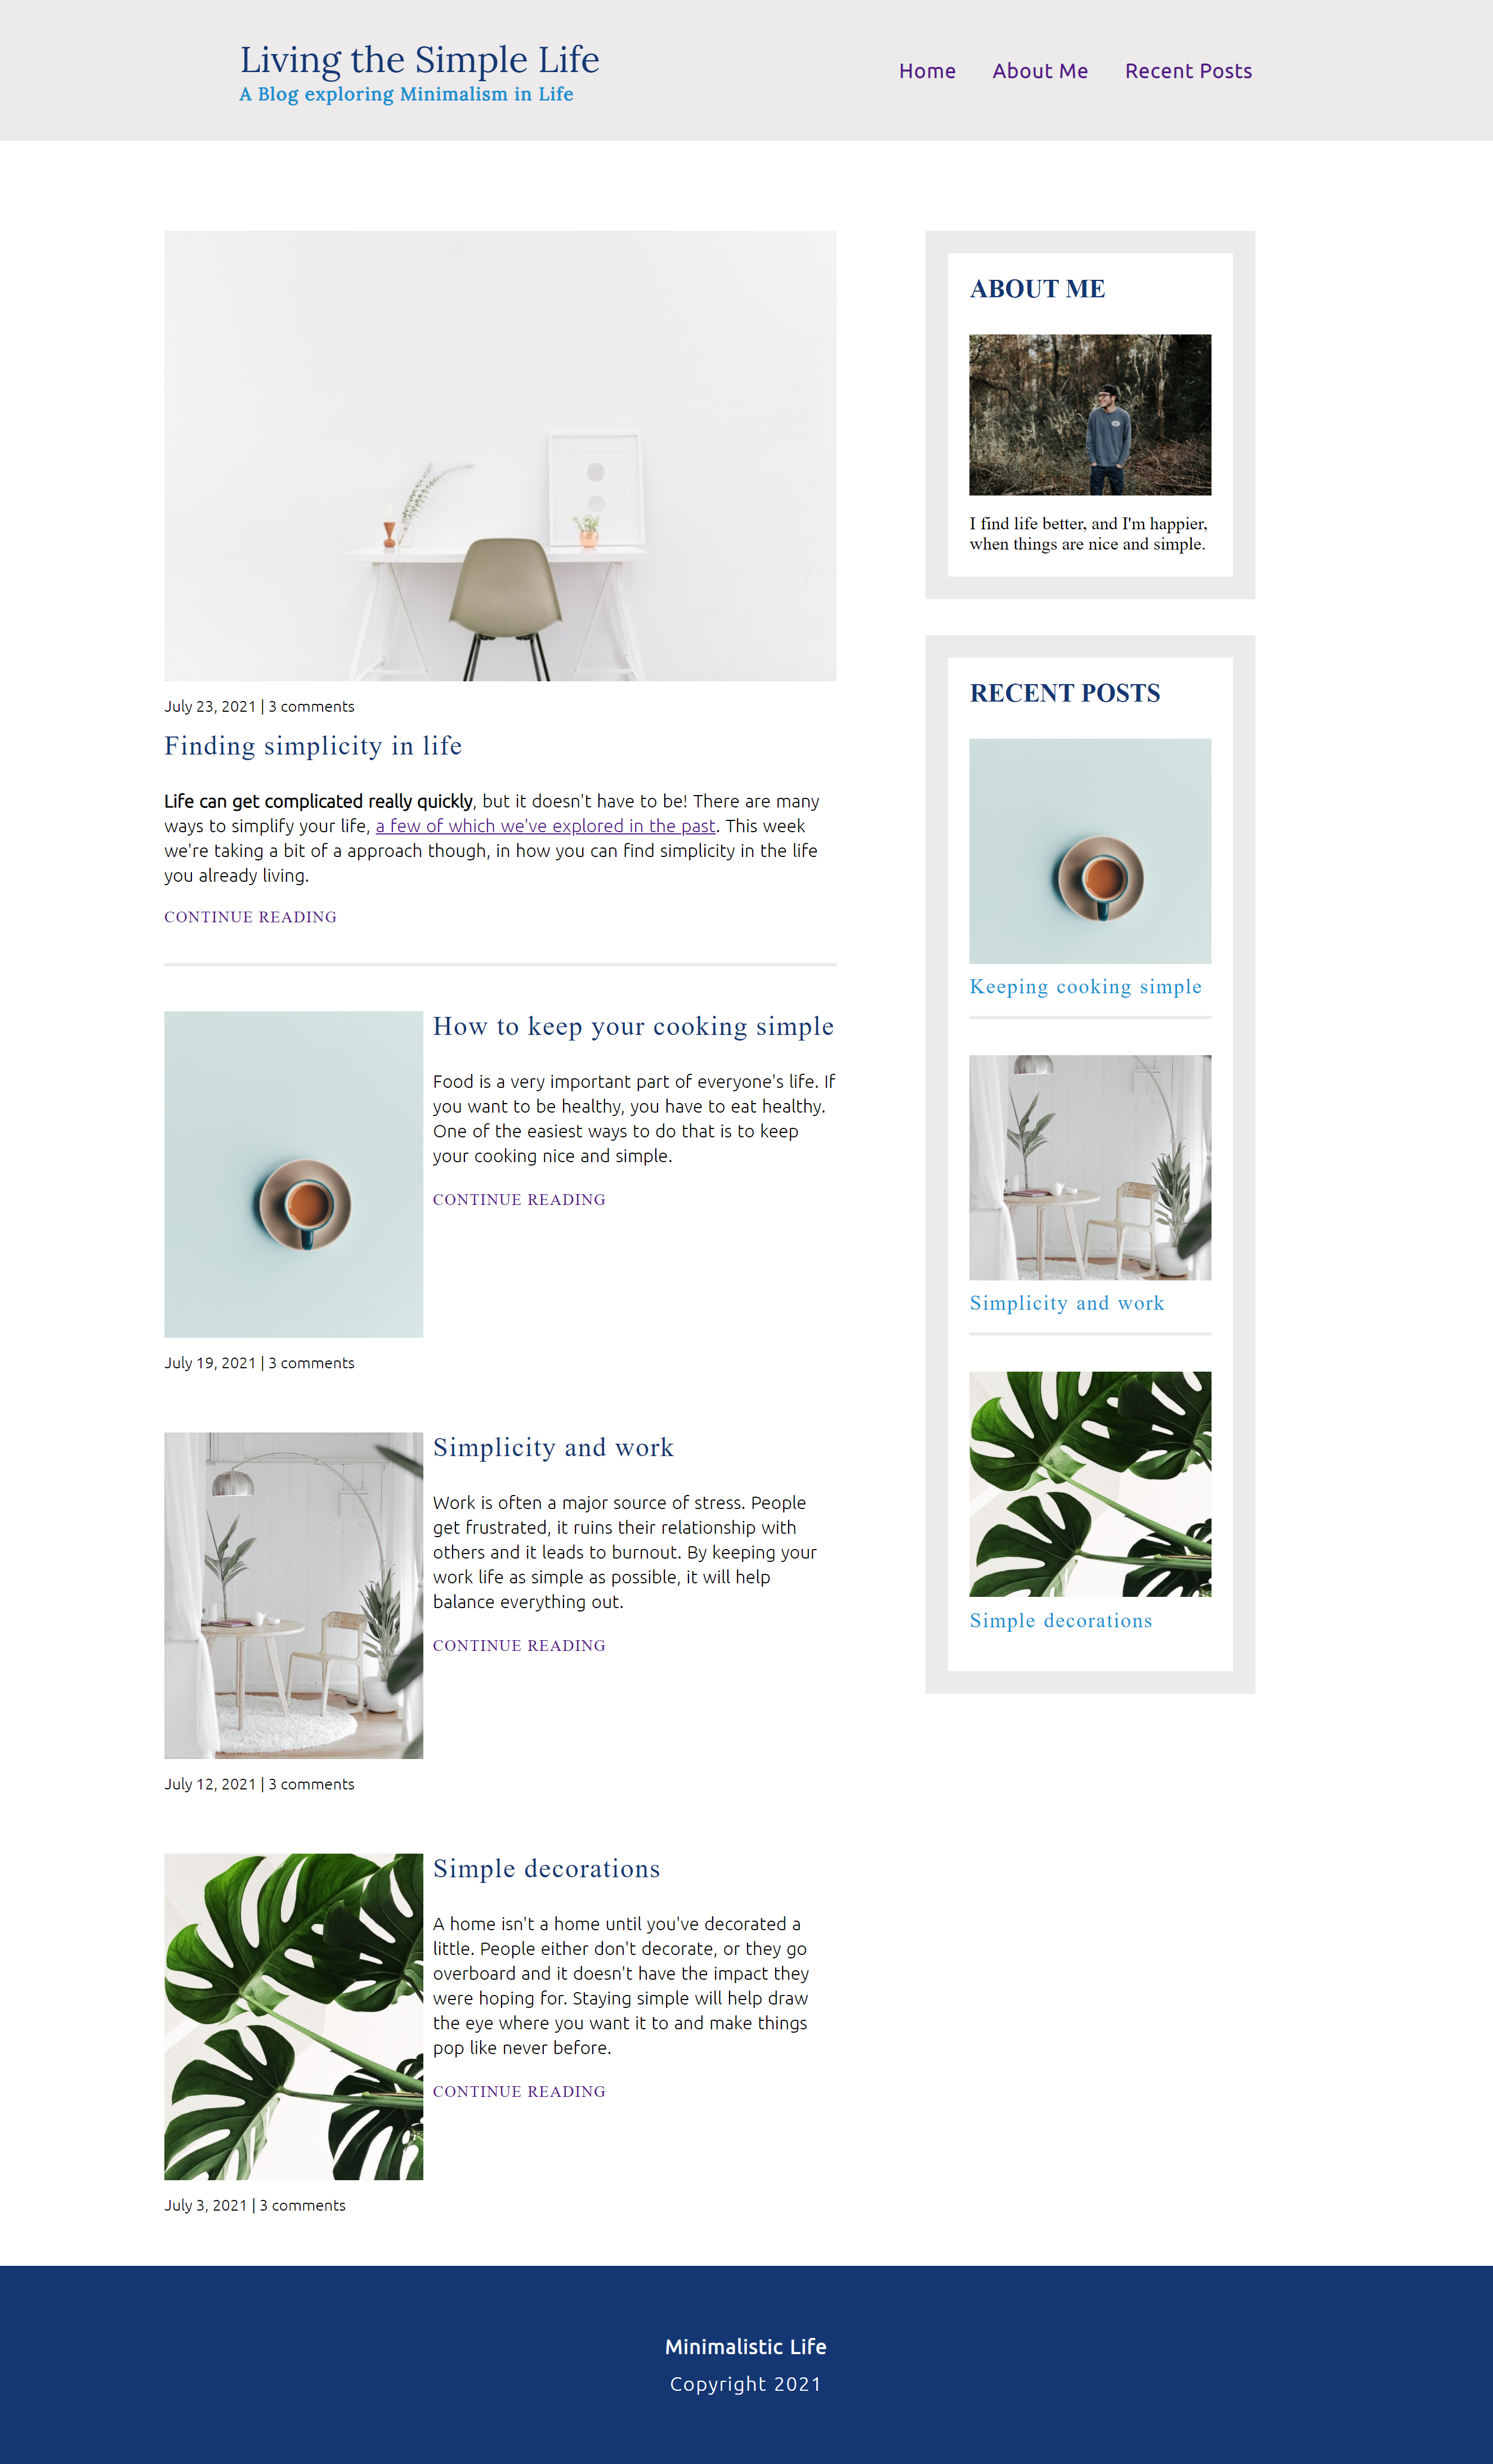 Living the Simple Life
A Blog exploring Minimalism in Life
Home About Me Recent Posts
July 23, 2021 | 3 comments
Finding simplicity in life
Life can get complicated really quickly, but it doesn't have to be! There are many
ways to simplify your life, a few of which we've explored in the past. This week
we're taking a bit of a approach though, in how you can find simplicity in the life
you already living.
CONTINUE READING
How to keep your cooking simple
Food is a very important part of everyone's life. If
you want to be healthy, you have to eat healthy.
One of the easiest ways to do that is to keep
your cooking nice and simple.
CONTINUE READING
July 19, 2021 | 3 comments
Simplicity and work
Work is often a major source of stress. People
get frustrated, it ruins their relationship with
others and it leads to burnout. By keeping your
work life as simple as possible, it will help
balance everything out.
CONTINUE READING
July 12, 2021 | 3 comments
Simple decorations
A home isn't a home until you've decorated a
little. People either don't decorate, or they go
overboard and it doesn't have the impact they
were hoping for. Staying simple will help draw
the eye where you want it to and make things
pop like never before.
CONTINUE READING
July 3, 2021 | 3 comments
ABOUT ME
I find life better, and I'm happier,
when things are nice and simple.
RECENT POSTS
Keeping cooking simple
Simplicity and work
Simple decorations
Minimalistic Life
Copyright 2021